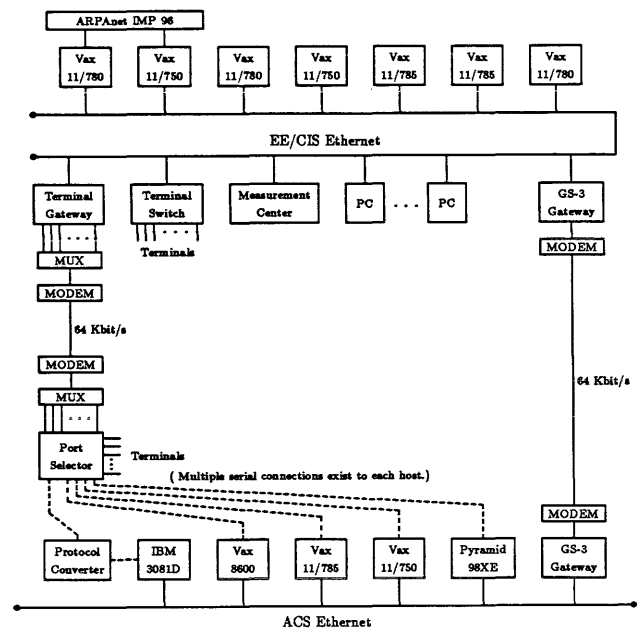 ARPAnet IMP 96
Vax
11/780
Vax
11/750
Vax
11/780
Vax
11/750
Vax
11/785
Vax
11/785
Vax
11/780
EE/CIS Ethernet
Terminal
Gateway
Terminal
Switch
Measurement
Center
PC
. . .
PC
GS-3
Gateway
Terminals
MUX
MODEM
MODEM
64 Kbit/s
MODEM
64 Kbit/s
MUX
Port
Selector
Terminals
( Multiple serial connections exist to each host.)
MODEM
Protocol
Converter
IBM
3081D
Vax
8600
Vax
11/785
Vax
11/750
Pyramid
98XE
GS-3
Gateway
ACS Ethernet